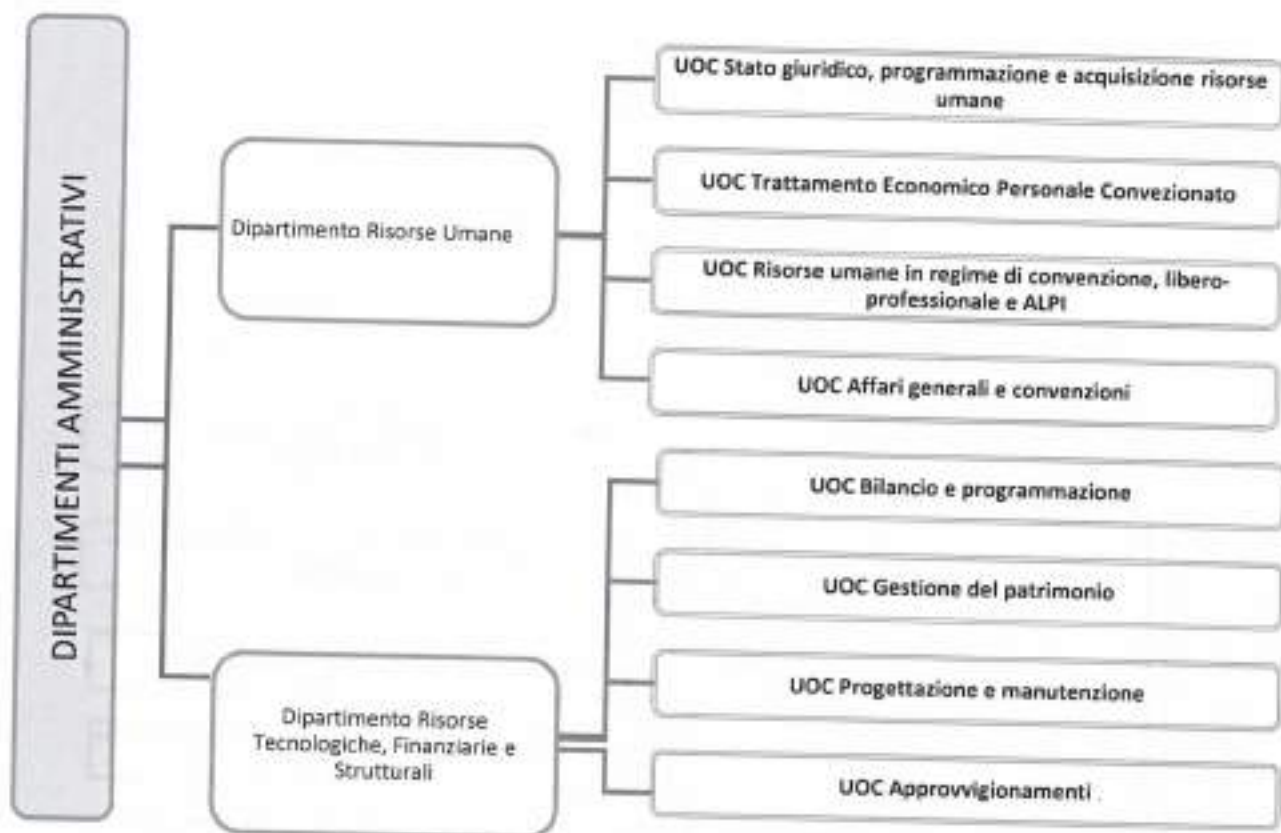 DIPARTIMENTI AMMINISTRATIVI
Dipartimento Risorse Umane
UOC Stato giuridico, programmazione e acquisizione risorse
umane
UOC Trattamento Economico Personale Convezionato
UOC Risorse umane in regime di convenzione, libero-
professionale e ALPI
UOC Affari generali e convenzioni
Dipartimento Risorse
Tecnologiche, Finanziarie e
Strutturali
UOC Bilancio e programmazione
UOC Gestione del patrimonio
UOC Progettazione e manutenzione
UOC Approvvigionamenti